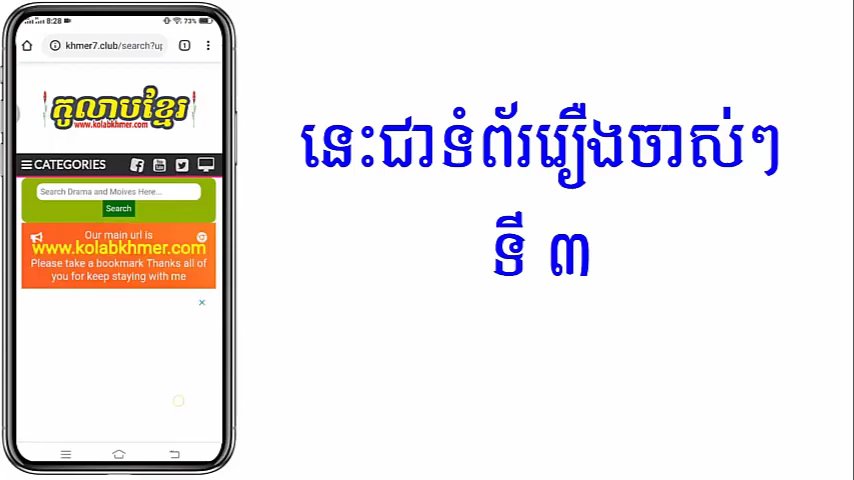 8:28
73%
khmer7.club/search?up
1
កូលាបខ្មែរ
www.kolabkhmer.com
CATEGORIES
Search Drama and Moives Here...
Search
Our main url is
www.kolabkhmer.com
Please take a bookmark Thanks all of
you for keep staying with me
នេះជាទំព័ររឿងចាស់ៗ
ទី ៣